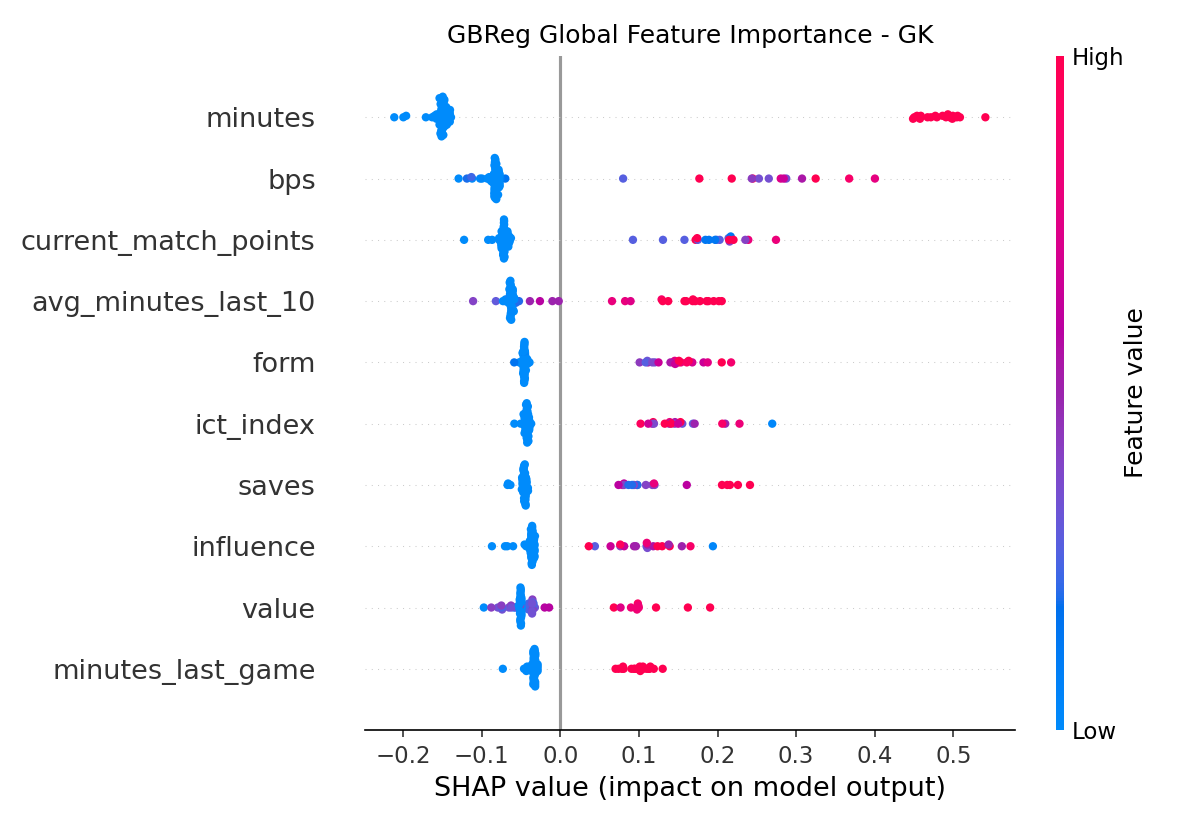 GBReg Global Feature Importance - GK
High
minutes
bps
current_match_points
avg_minutes_last_10
form
ict_index
saves
influence
value
minutes_last_game
Feature value
Low
−0.2 −0.1 0.0 0.1 0.2 0.3 0.4 0.5
SHAP value (impact on model output)